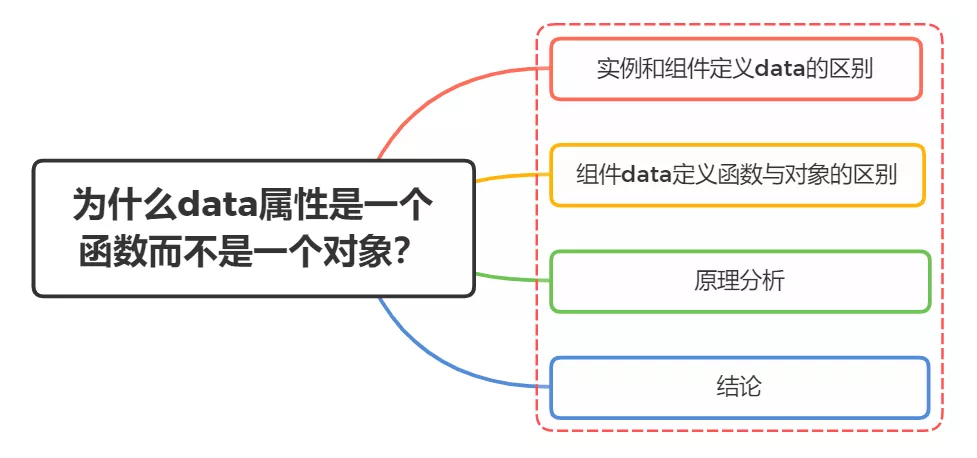 为什么data属性是一个
函数而不是一个对象？
实例和组件定义data的区别
组件data定义函数与对象的区别
原理分析
结论